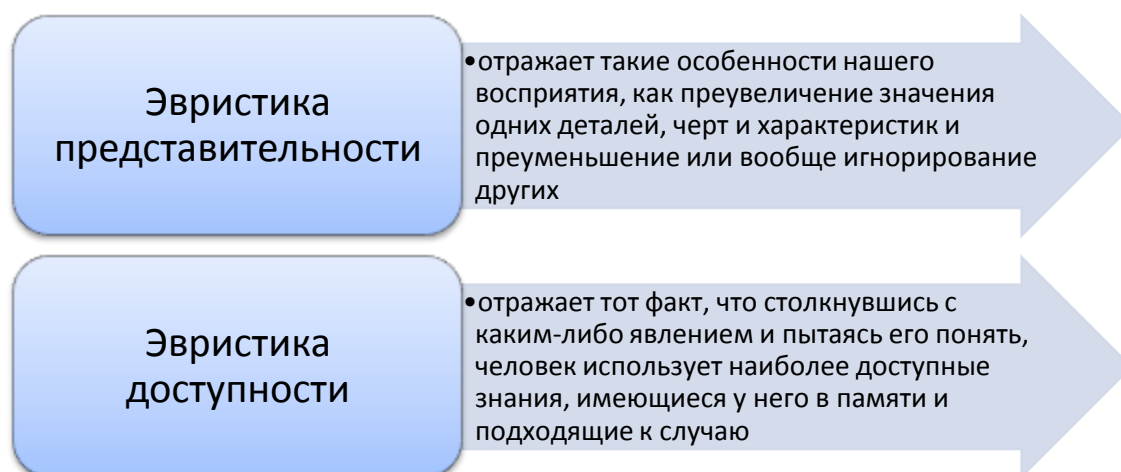 Эвристика
представительности
•отражает такие особенности нашего
восприятия, как преувеличение значения
одних деталей, черт и характеристик и
преуменьшение или вообще игнорирование
других
Эвристика
доступности
•отражает тот факт, что столкнувшись с
каким-либо явлением и пытаясь его понять,
человек использует наиболее доступные
знания, имеющиеся у него в памяти и
подходящие к случаю